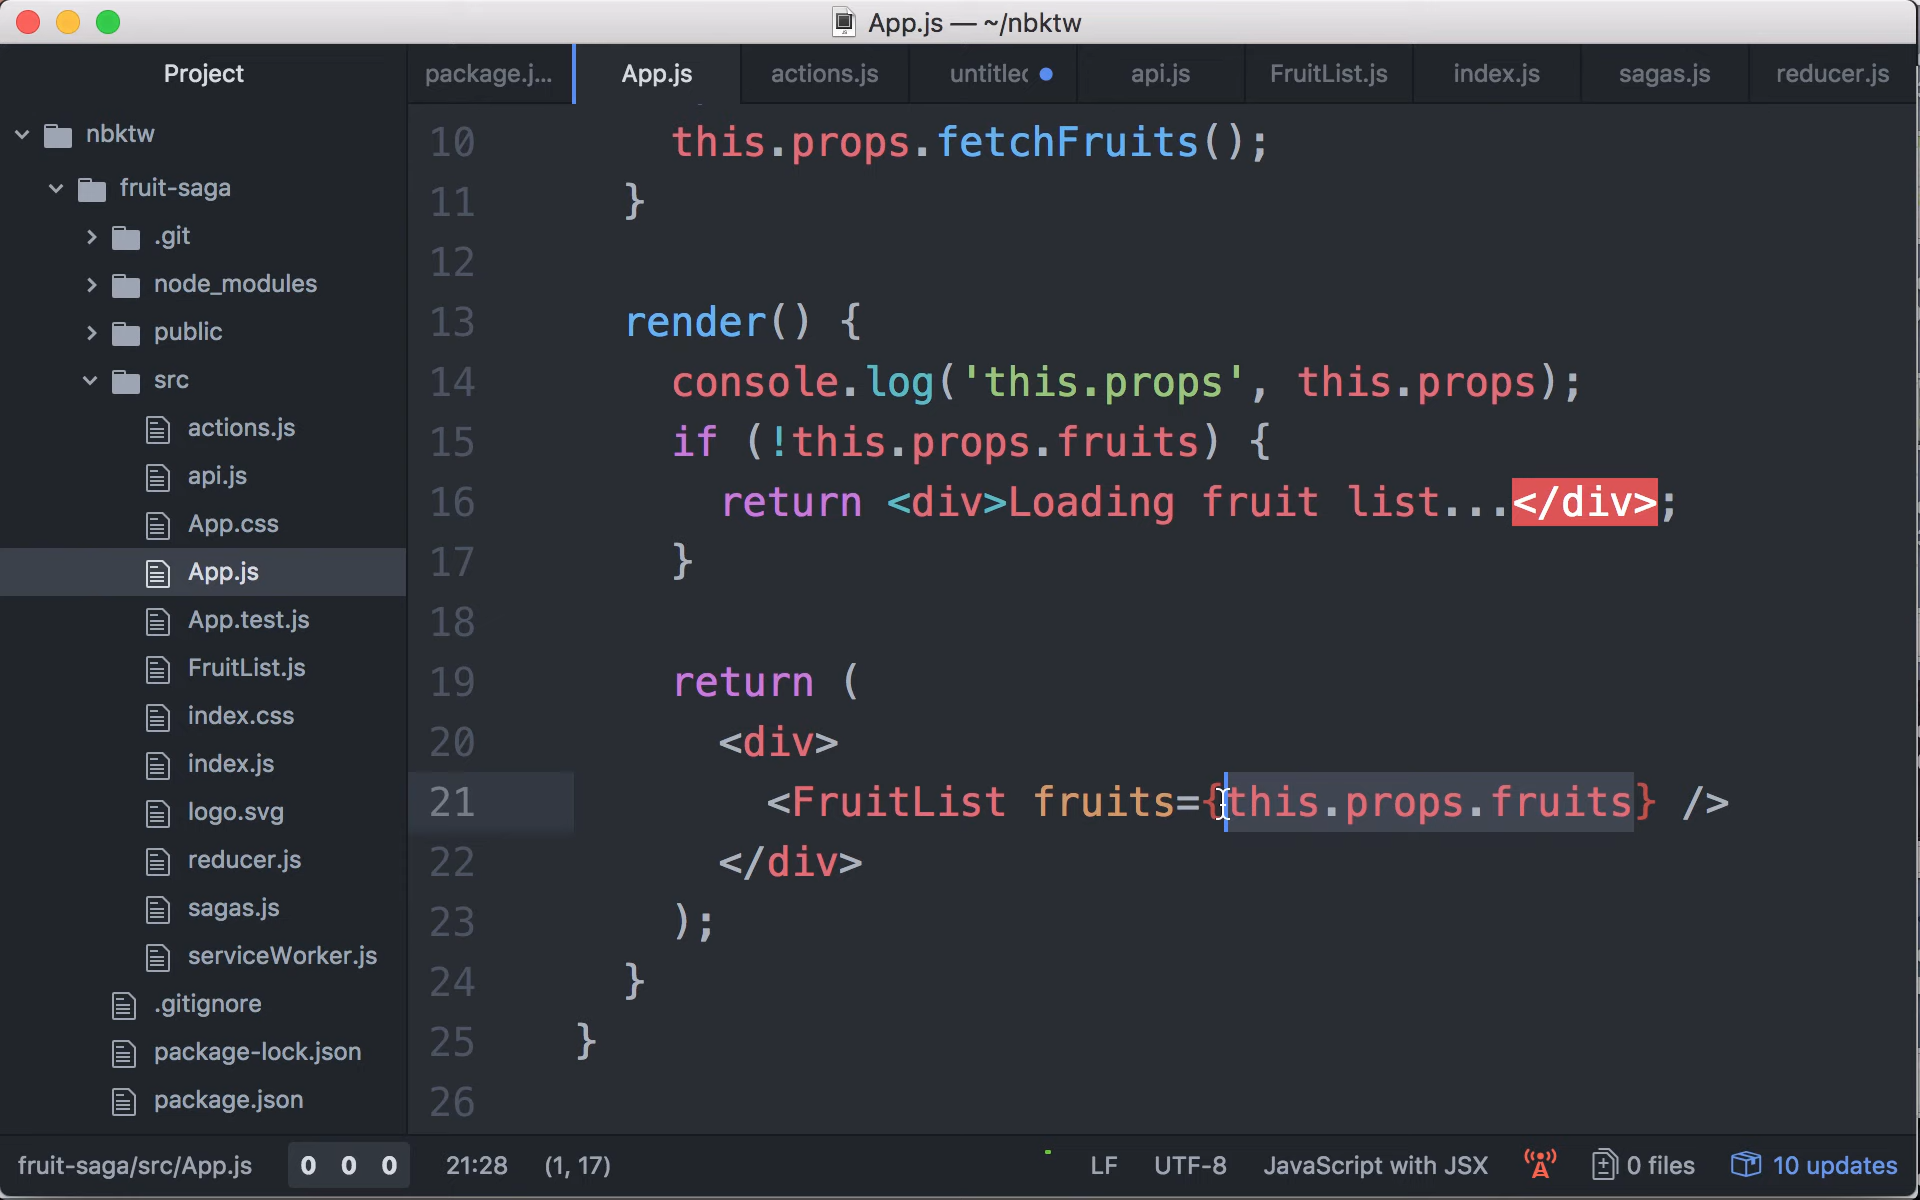 App.js — ~/nbktw
Project
package.j...
App.js
actions.js
untitled
api.js
FruitList.js
index.js
sagas.js
reducer.js
nbktw
fruit-saga
.git
node_modules
public
src
actions.js
api.js
App.css
App.js
App.test.js
FruitList.js
index.css
index.js
logo.svg
reducer.js
sagas.js
serviceWorker.js
.gitignore
package-lock.json
package.json
10 this.props.fetchFruits();
11 }
12
13 render() {
14 console.log('this.props', this.props);
15 if (!this.props.fruits) {
16 return <div>Loading fruit list...</div>;
17 }
18
19 return (
20 <div>
21 <FruitList fruits={this.props.fruits} />
22 </div>
23 );
24 }
25 }
26
fruit-saga/src/App.js 0 0 0 21:28 (1, 17) LF UTF-8 JavaScript with JSX 0 files 10 updates